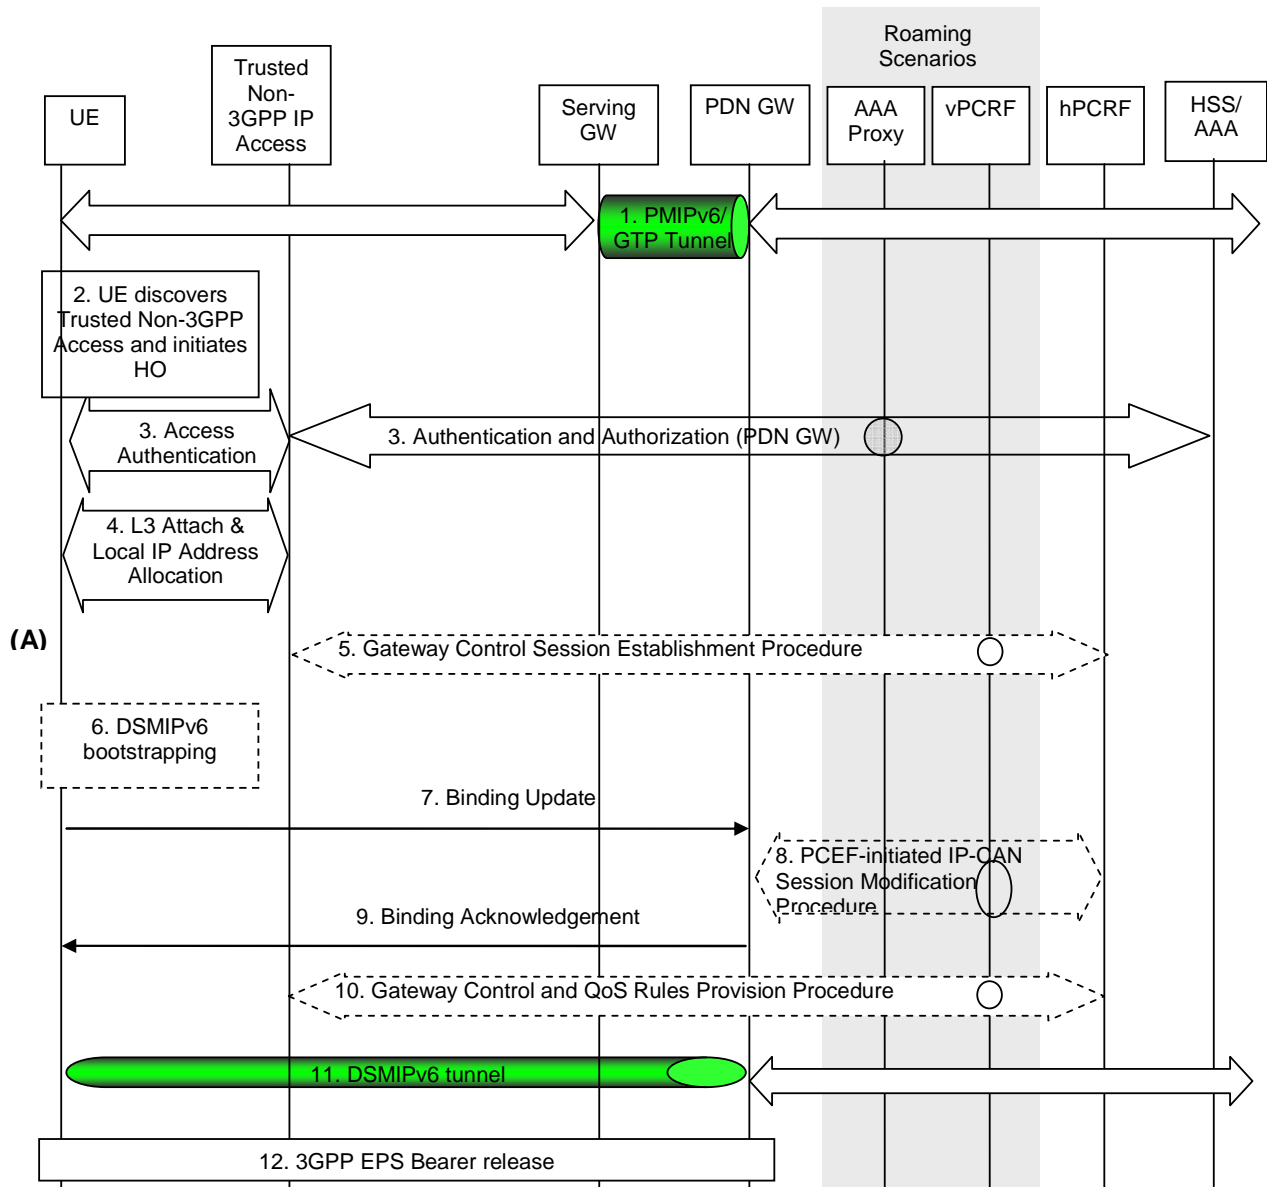 Roaming
Scenarios
UE
Trusted
Non-
3GPP IP
Access
Serving
GW
PDN GW
AAA
Proxy
vPCRF
hPCRF
HSS/
AAA
1. PMIPv6/
GTP Tunnel
2. UE discovers
Trusted Non-3GPP
Access and initiates
HO
3. Access
Authentication
3. Authentication and Authorization (PDN GW)
4. L3 Attach &
Local IP Address
Allocation
(A)
5. Gateway Control Session Establishment Procedure
6. DSMIPv6
bootstrapping
7. Binding Update
8. PCEF-initiated IP-CAN
Session Modification
Procedure
9. Binding Acknowledgement
10. Gateway Control and QoS Rules Provision Procedure
11. DSMIPv6 tunnel
12. 3GPP EPS Bearer release